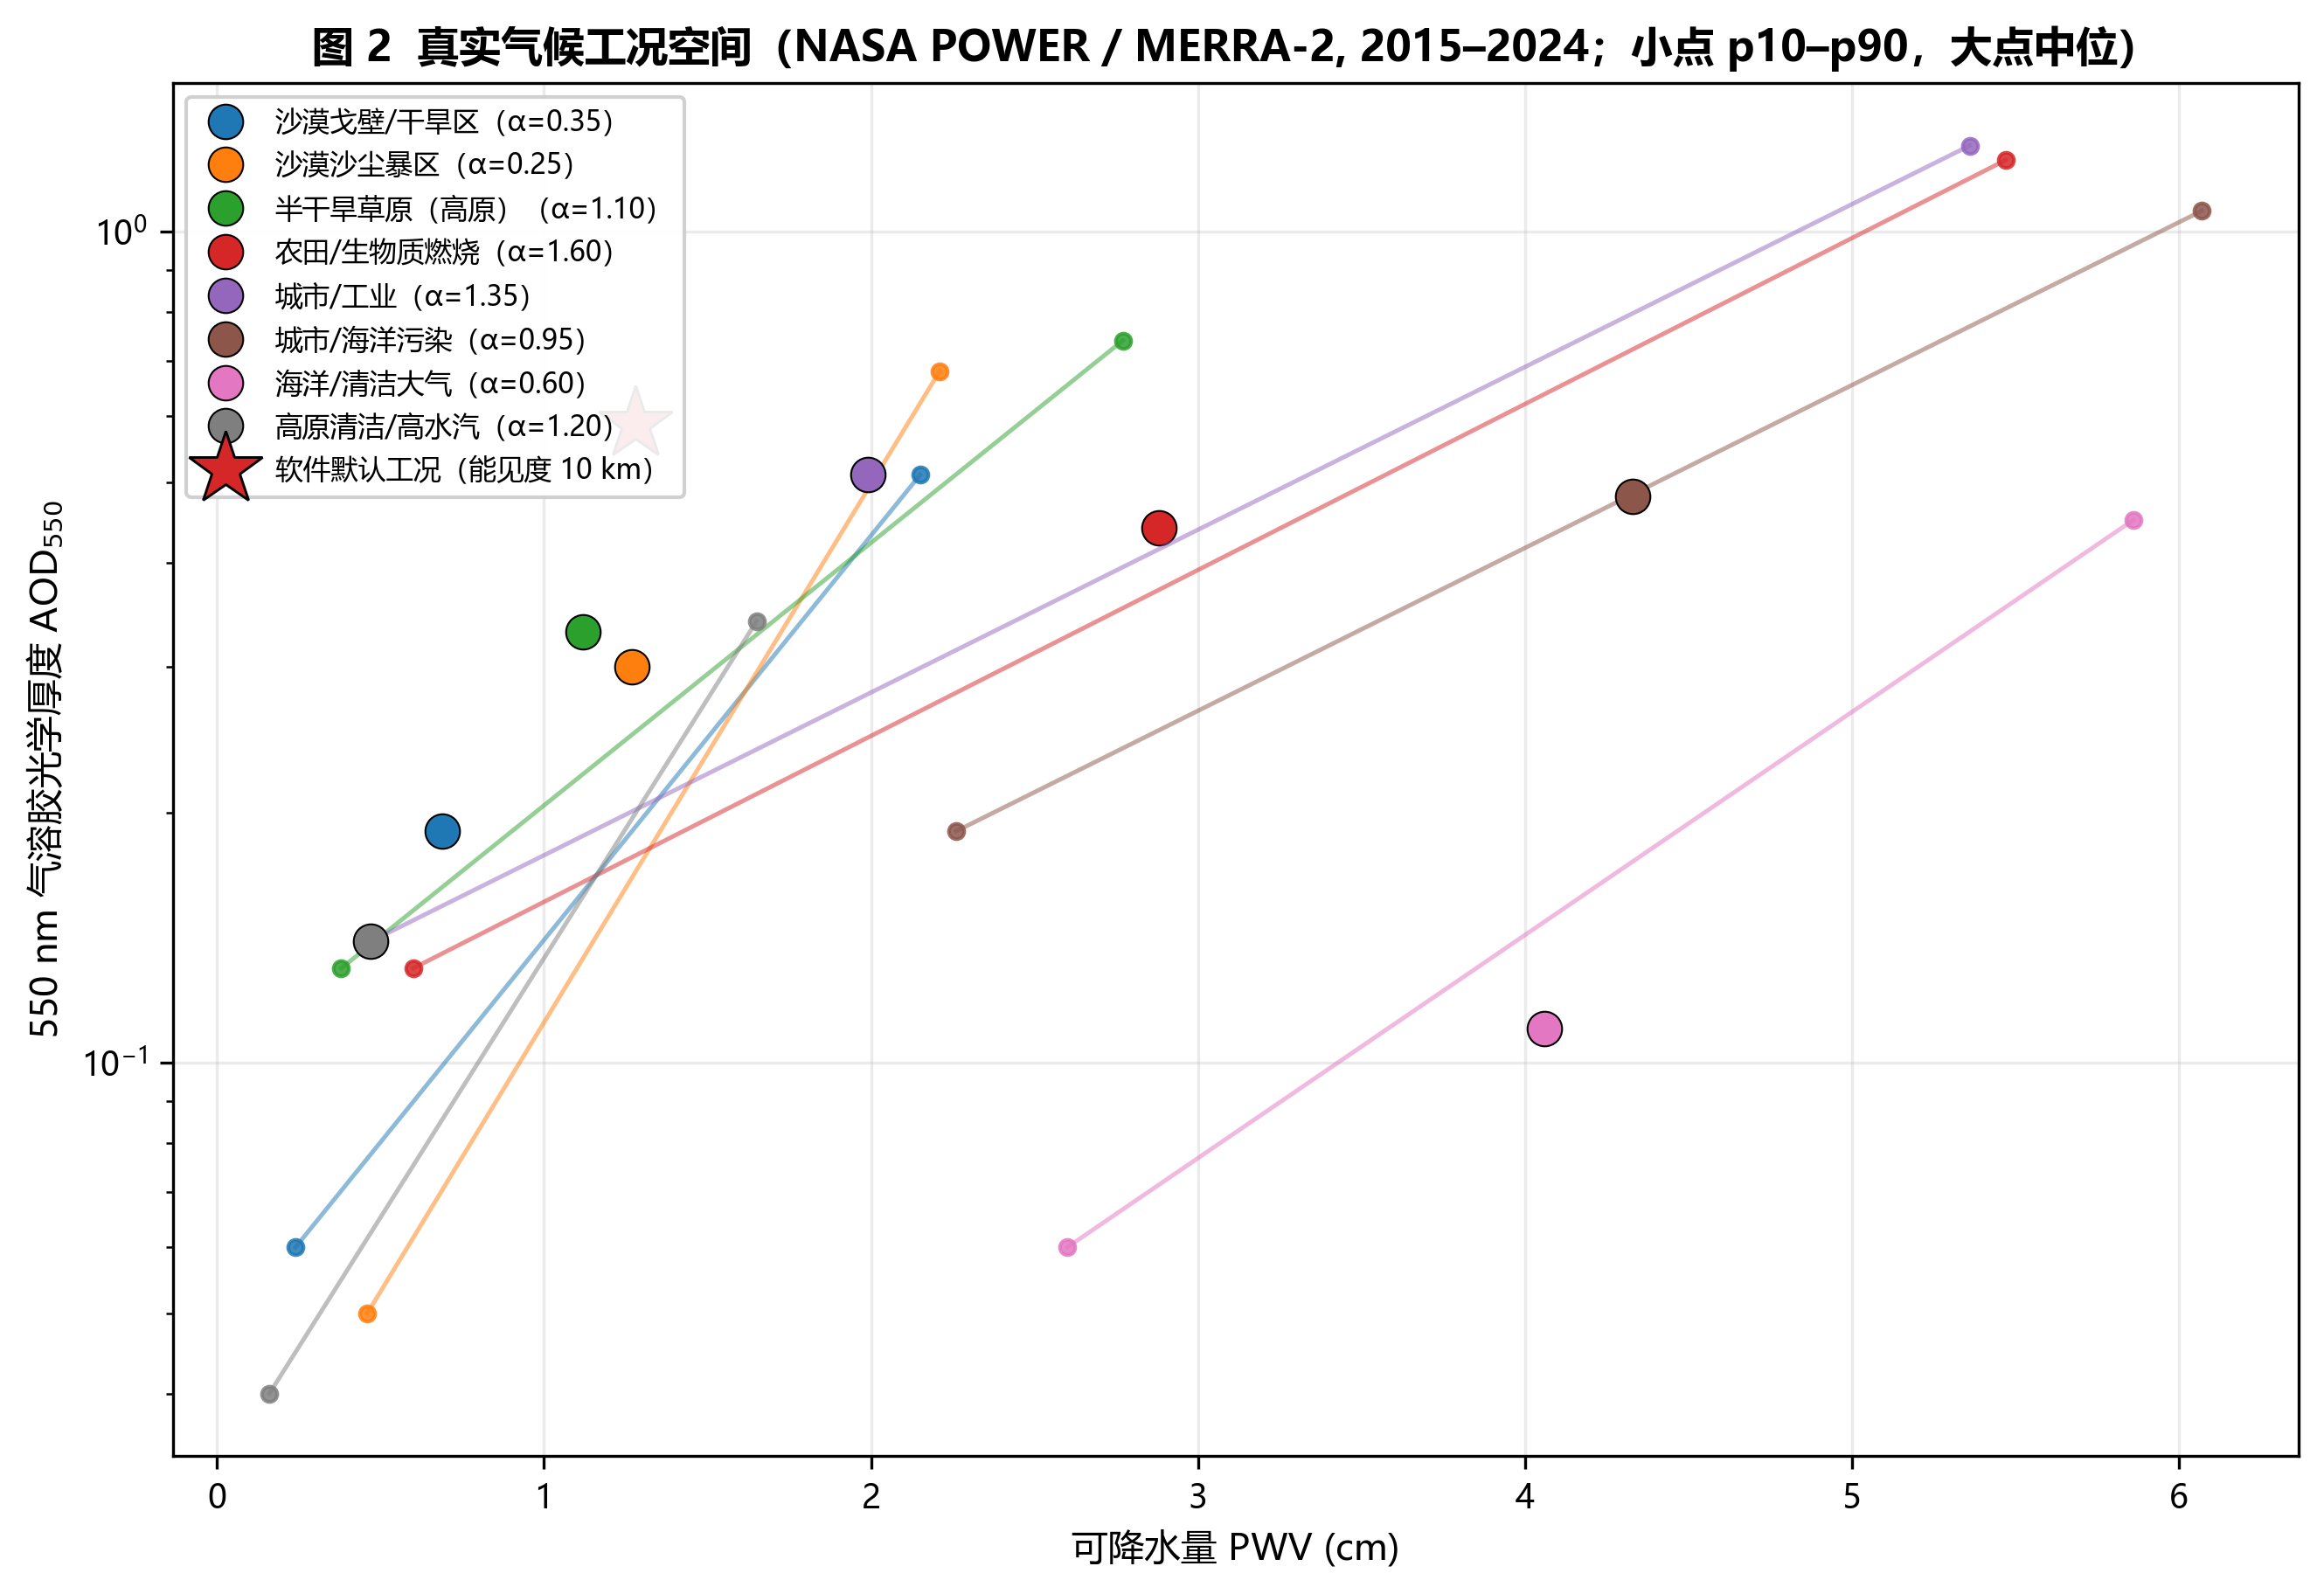 图 2  真实气候工况空间（NASA POWER / MERRA-2, 2015–2024；小点 p10–p90，大点中位）
沙漠戈壁/干旱区（α=0.35）
沙漠沙尘暴区（α=0.25）
半干旱草原（高原）（α=1.10）
农田/生物质燃烧（α=1.60）
城市/工业（α=1.35）
城市/海洋污染（α=0.95）
海洋/清洁大气（α=0.60）
高原清洁/高水汽（α=1.20）
软件默认工况（能见度 10 km）
550 nm 气溶胶光学厚度 AOD₅₅₀
10⁰
10⁻¹
0 1 2 3 4 5 6
可降水量 PWV (cm)